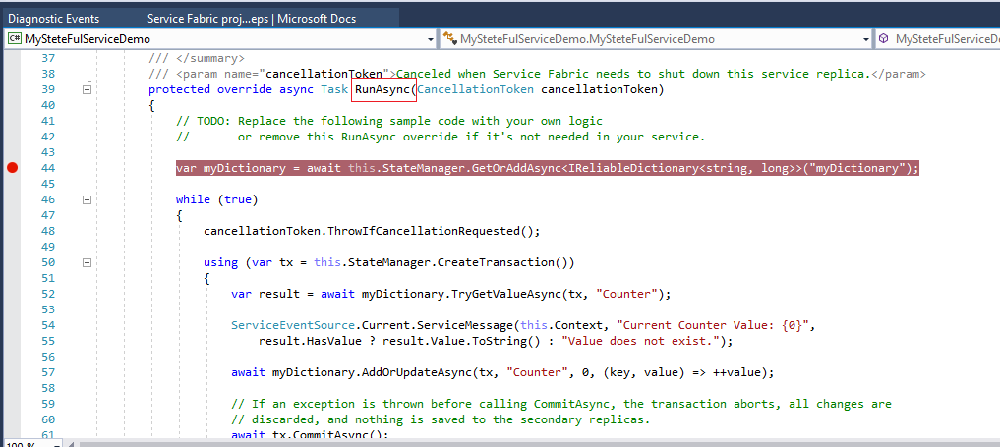 Diagnostic Events Service Fabric proj...eps | Microsoft Docs
C# MySteteFulServiceDemo MySteteFulServiceDemo.MySteteFulServiceDemo MySteteFulServiceDe
37 /// </summary>
38 /// <param name="cancellationToken">Canceled when Service Fabric needs to shut down this service replica.</param>
39 protected override async Task RunAsync(CancellationToken cancellationToken)
40 {
41 // TODO: Replace the following sample code with your own logic
42 // or remove this RunAsync override if it's not needed in your service.
43
44 var myDictionary = await this.StateManager.GetOrAddAsync<IReliableDictionary<string, long>>("myDictionary");
45
46 while (true)
47 {
48 cancellationToken.ThrowIfCancellationRequested();
49
50 using (var tx = this.StateManager.CreateTransaction())
51 {
52 var result = await myDictionary.TryGetValueAsync(tx, "Counter");
53
54 ServiceEventSource.Current.ServiceMessage(this.Context, "Current Counter Value: {0}",
55 result.HasValue ? result.Value.ToString() : "Value does not exist.");
56
57 await myDictionary.AddOrUpdateAsync(tx, "Counter", 0, (key, value) => ++value);
58
59 // If an exception is thrown before calling CommitAsync, the transaction aborts, all changes are
60 // discarded, and nothing is saved to the secondary replicas.
61 await tx.CommitAsync();
100 %